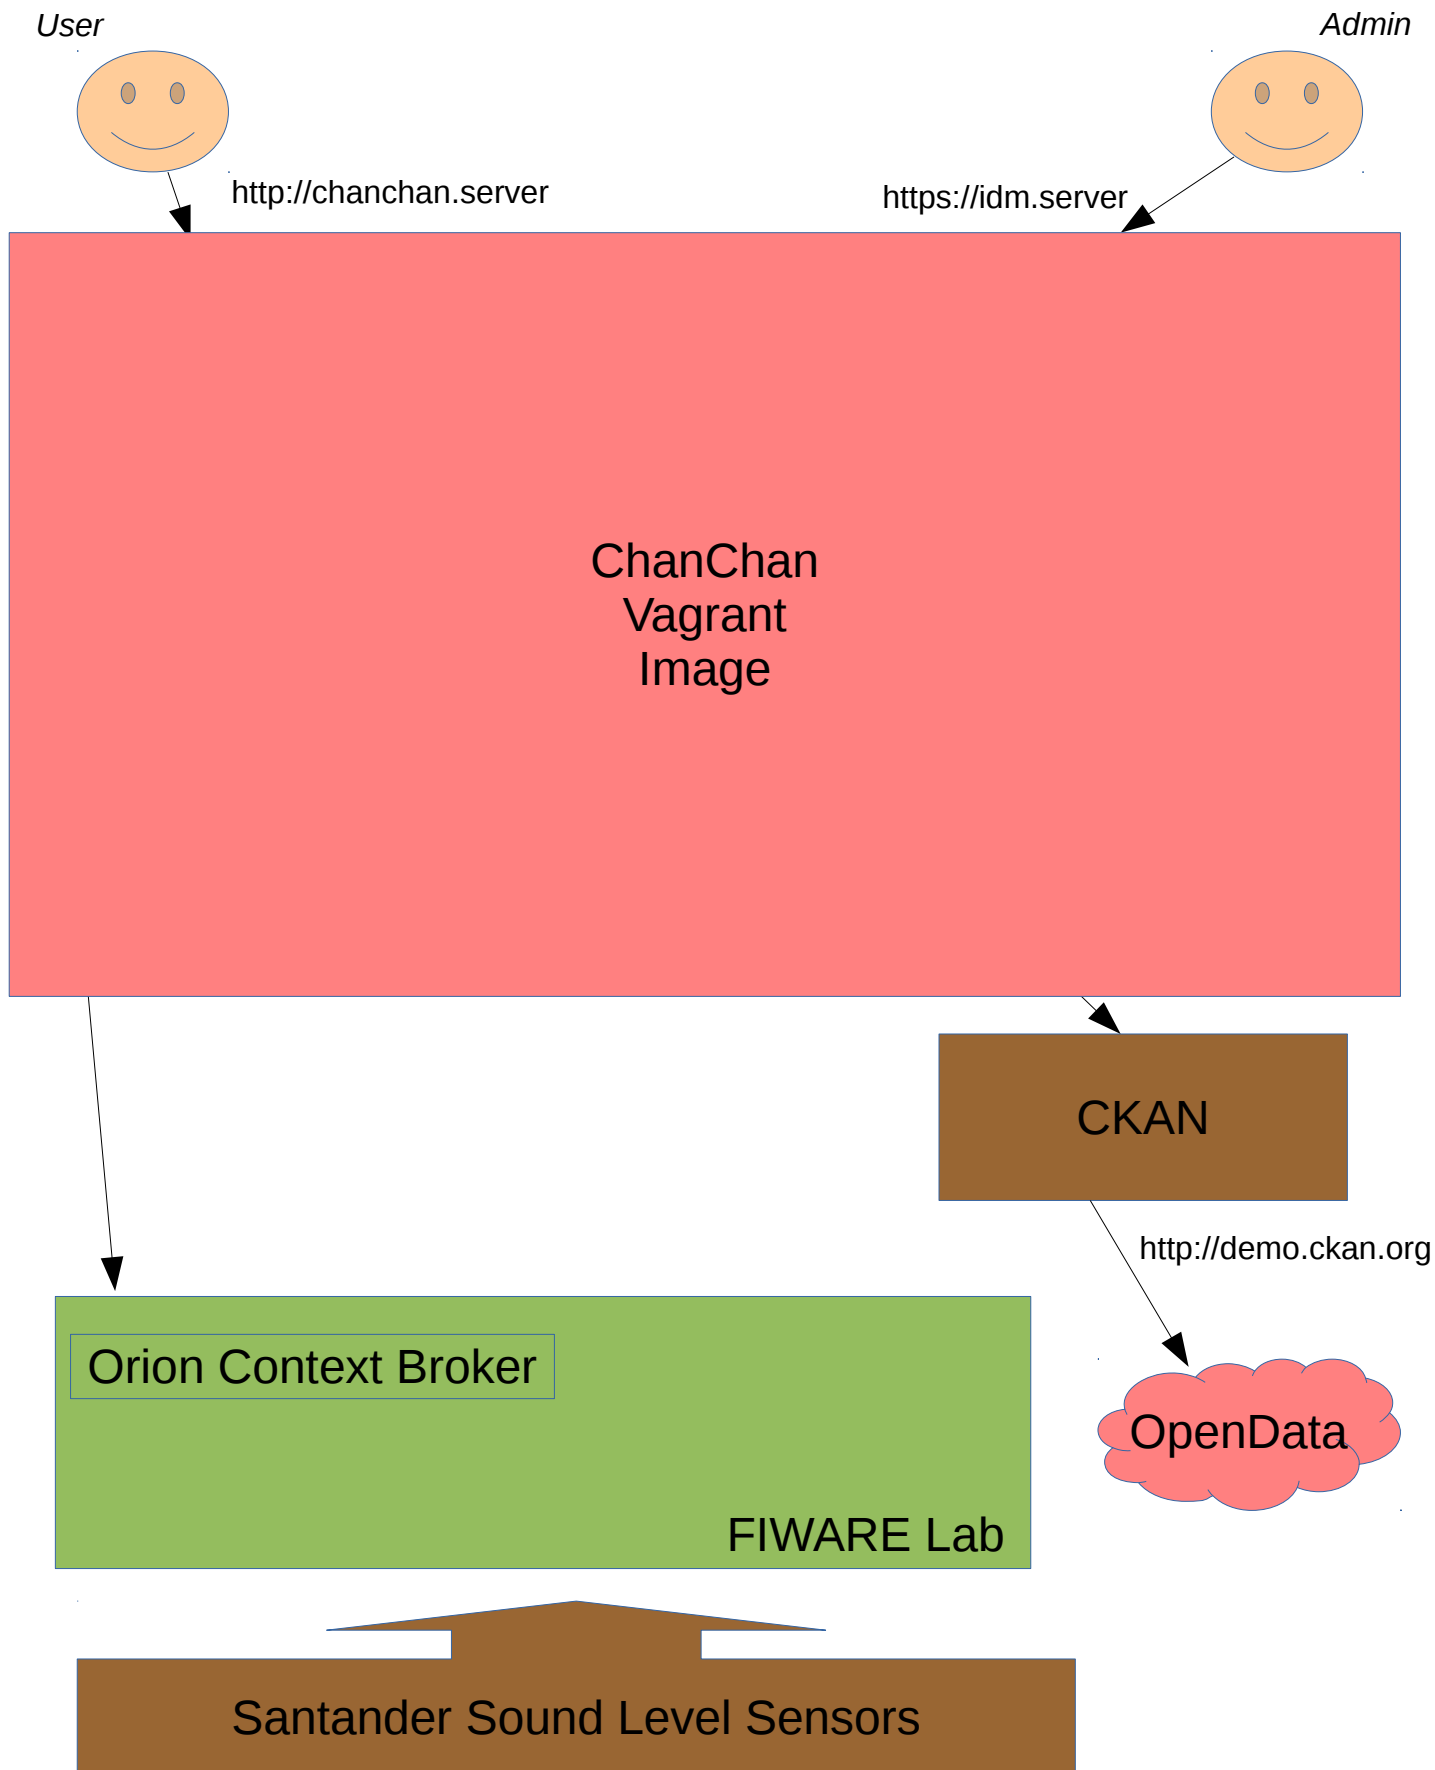 User
Admin
http://chanchan.server
https://idm.server
ChanChan
Vagrant
Image
CKAN
http://demo.ckan.org
Orion Context Broker
OpenData
FIWARE Lab
Santander Sound Level Sensors